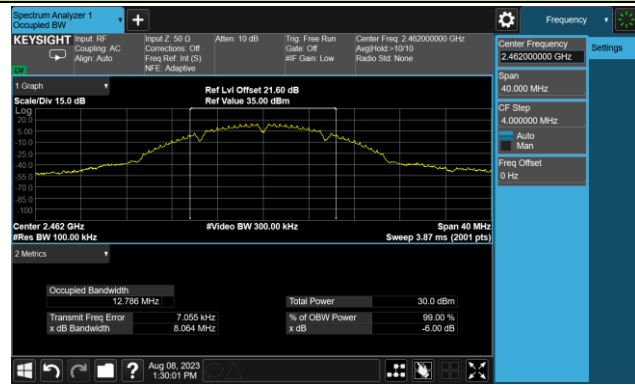 Spectrum Analyzer 1
Occupied BW
+
Frequency
KEYSIGHT
Input: RF
Coupling: AC
Align: Auto
Input Z: 50 Ω
Corrections: Off
Freq Ref: Int (S)
NFE: Adaptive
Atten: 10 dB
Trig: Free Run
Gate: Off
#IF Gain: Low
Center Freq: 2.462000000 GHz
Avg|Hold:>10/10
Radio Std: None
Center Frequency
2.462000000 GHz
Settings
Span
40.000 MHz
CF Step
4.000000 MHz
Auto
Man
Freq Offset
0 Hz
1 Graph
Scale/Div 15.0 dB
Ref Lvl Offset 21.60 dB
Ref Value 35.00 dBm
Log
20.0
5.00
-10.0
-25.0
-40.0
-55.0
-70.0
-85.0
-100
Center 2.462 GHz
#Res BW 100.00 kHz
#Video BW 300.00 kHz
Span 40 MHz
Sweep 3.87 ms (2001 pts)
2 Metrics
Occupied Bandwidth
12.786 MHz
Total Power 30.0 dBm
Transmit Freq Error 7.055 kHz
% of OBW Power 99.00 %
x dB Bandwidth 8.064 MHz
x dB -6.00 dB
?
Aug 08, 2023
1:30:01 PM